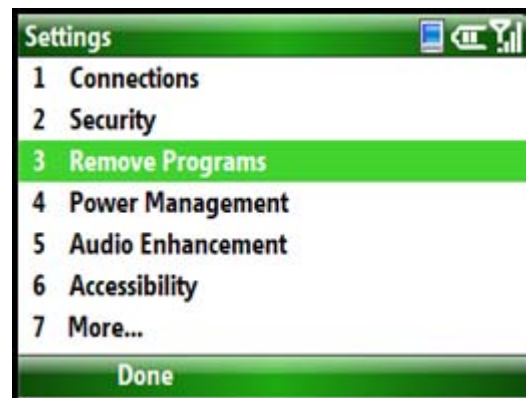 Settings
1 Connections
2 Security
3 Remove Programs
4 Power Management
5 Audio Enhancement
6 Accessibility
7 More...
Done